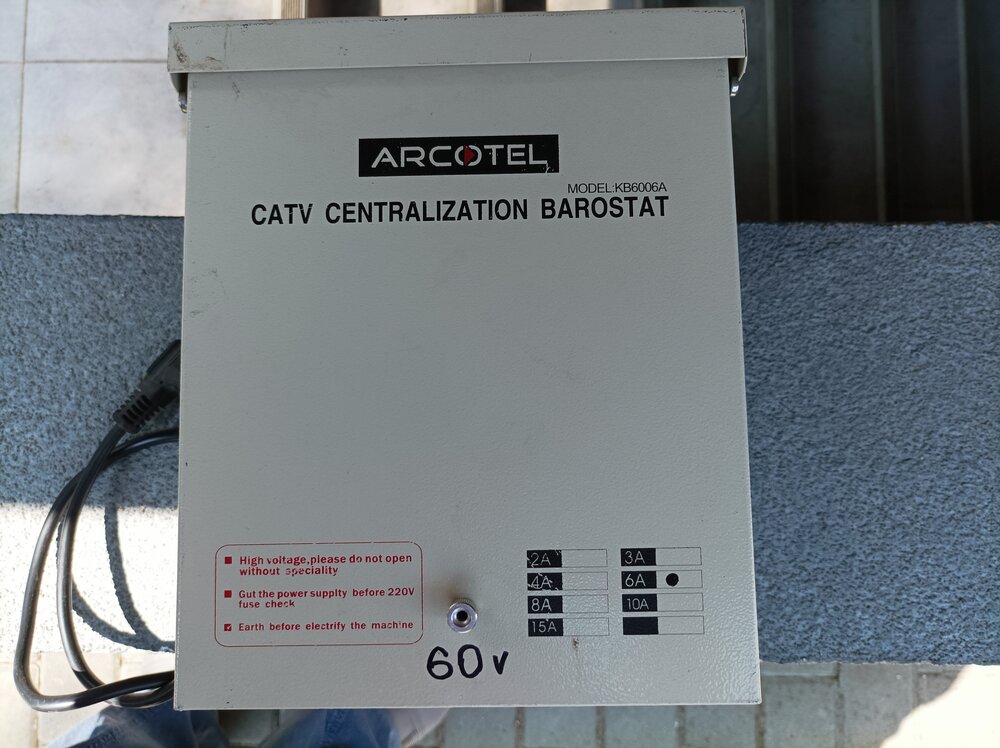 ARCOTEL
MODEL:KB6006A
CATV CENTRALIZATION BAROSTAT
High voltage,please do not open
without speciality
Gut the power supplty before 220V
fuse check
Earth before electrify the machine
60v
2A 3A
4A 6A
8A 10A
15A